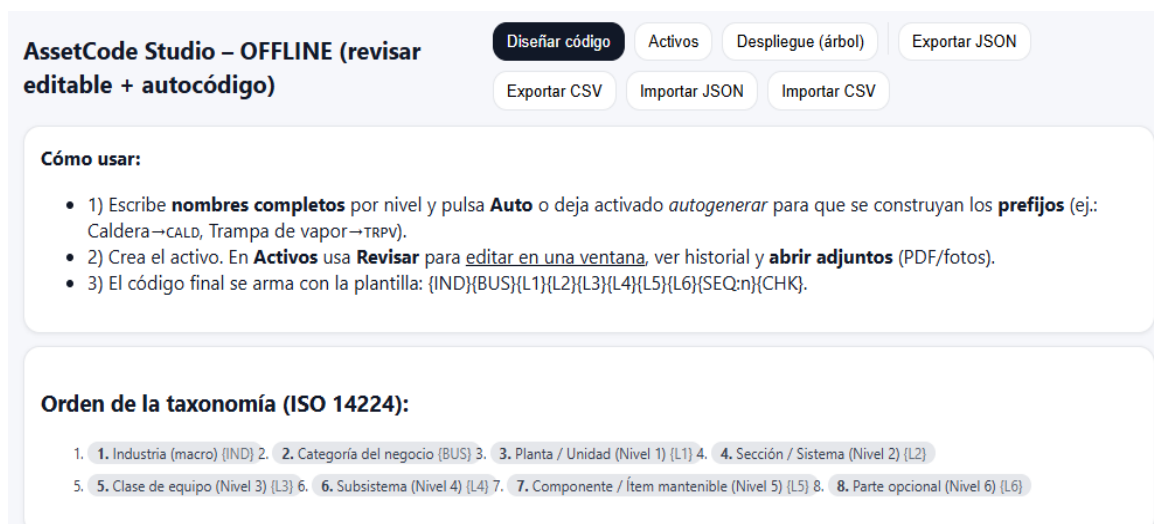 AssetCode Studio – OFFLINE (revisar editable + autocódigo)
Diseñar código
Activos
Despliegue (árbol)
Exportar JSON
Exportar CSV
Importar JSON
Importar CSV
Cómo usar:
1) Escribe nombres completos por nivel y pulsa Auto o deja activado autogenerar para que se construyan los prefijos (ej.:
Caldera→CALD, Trampa de vapor→TRPV).
2) Crea el activo. En Activos usa Revisar para editar en una ventana, ver historial y abrir adjuntos (PDF/fotos).
3) El código final se arma con la plantilla: {IND}{BUS}{L1}{L2}{L3}{L4}{L5}{L6}{SEQ:n}{CHK}.
Orden de la taxonomía (ISO 14224):
1. 1. Industria (macro) {IND} 2. 2. Categoría del negocio {BUS} 3. 3. Planta / Unidad (Nivel 1) {L1} 4. 4. Sección / Sistema (Nivel 2) {L2}
5. 5. Clase de equipo (Nivel 3) {L3} 6. 6. Subsistema (Nivel 4) {L4} 7. 7. Componente / Ítem mantenible (Nivel 5) {L5} 8. 8. Parte opcional (Nivel 6) {L6}